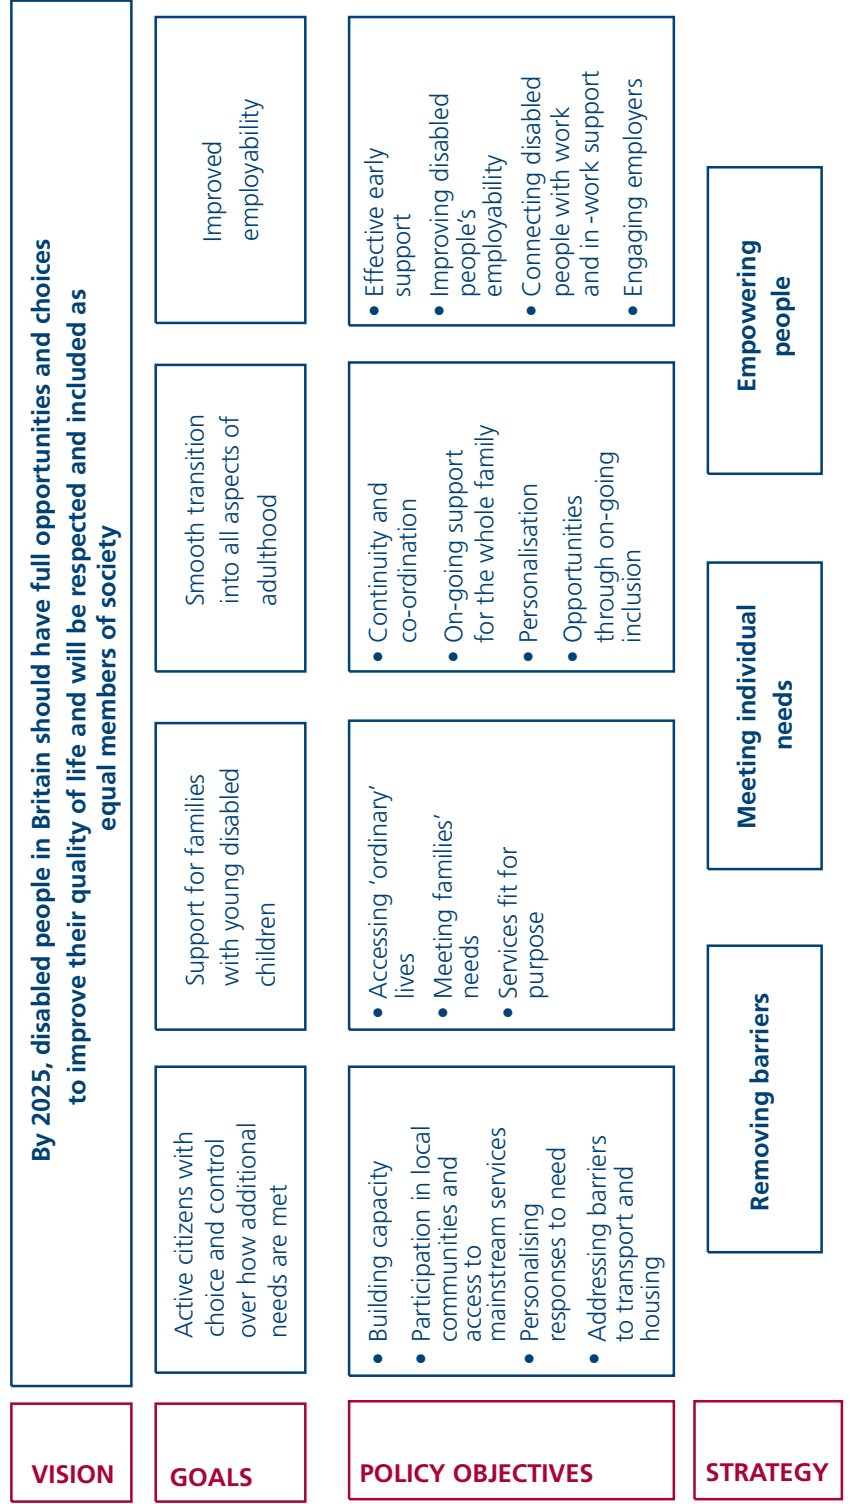 VISION
By 2025, disabled people in Britain should have full opportunities and choices
to improve their quality of life and will be respected and included as
equal members of society
GOALS
Active citizens with
choice and control
over how additional
needs are met
Support for families
with young disabled
children
Smooth transition
into all aspects of
adulthood
Improved
employability
POLICY OBJECTIVES
• Building capacity
• Participation in local
communities and
access to
mainstream services
• Personalising
responses to need
• Addressing barriers
to transport and
housing
• Accessing ‘ordinary’
lives
• Meeting families’
needs
• Services fit for
purpose
• Continuity and
co-ordination
• On-going support
for the whole family
• Personalisation
• Opportunities
through on-going
inclusion
• Effective early
support
• Improving disabled
people’s
employability
• Connecting disabled
people with work
and in -work support
• Engaging employers
STRATEGY
Removing barriers
Meeting individual
needs
Empowering
people